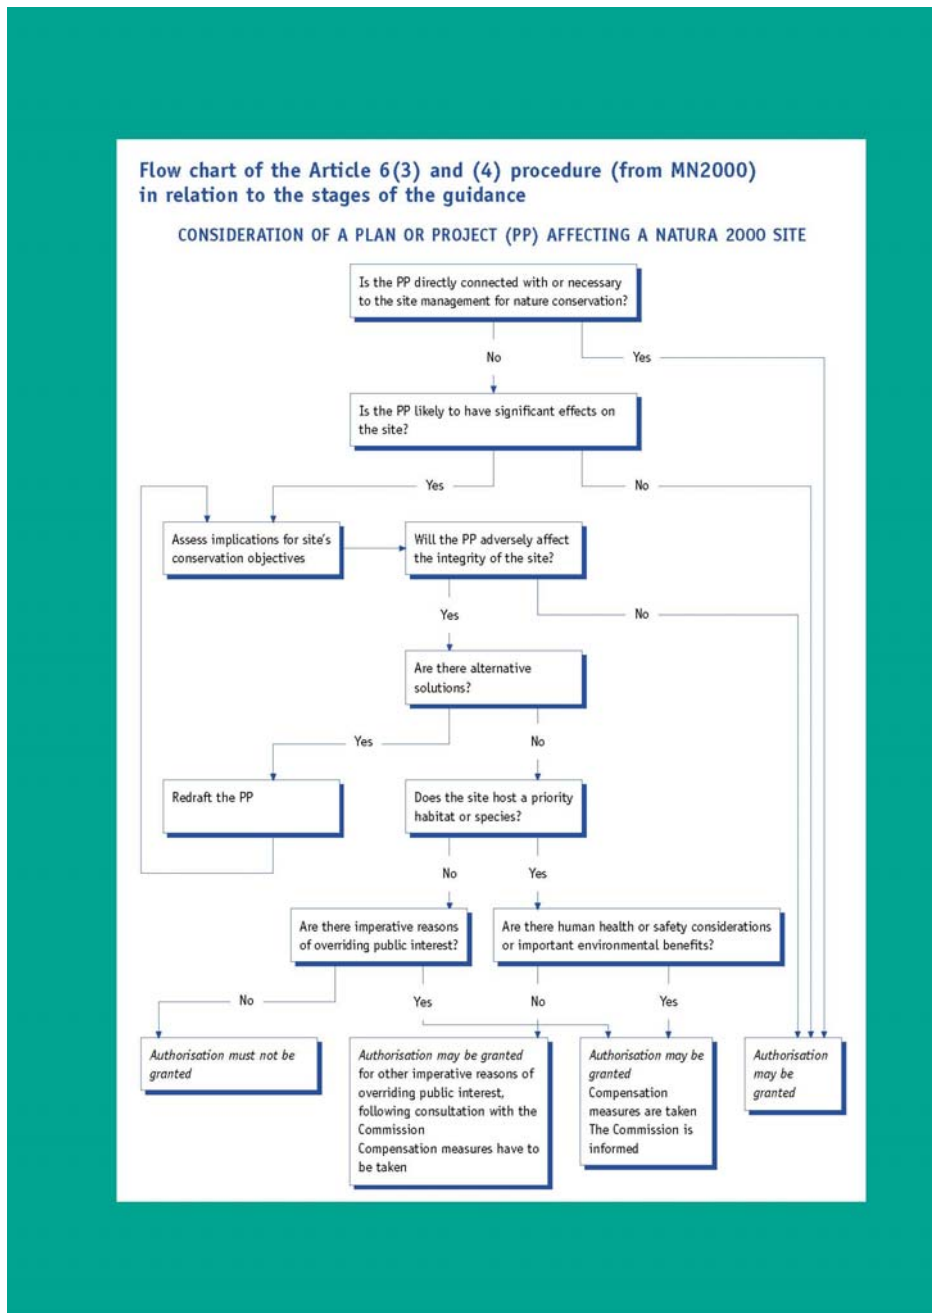 Flow chart of the Article 6(3) and (4) procedure (from MN2000)
in relation to the stages of the guidance
CONSIDERATION OF A PLAN OR PROJECT (PP) AFFECTING A NATURA 2000 SITE
Is the PP directly connected with or necessary
to the site management for nature conservation?
No
Yes
Is the PP likely to have significant effects on
the site?
Yes
No
Assess implications for site's
conservation objectives
Will the PP adversely affect
the integrity of the site?
Yes
No
Are there alternative
solutions?
Yes
No
Redraft the PP
Does the site host a priority
habitat or species?
No
Yes
Are there imperative reasons
of overriding public interest?
Are there human health or safety considerations
or important environmental benefits?
No
Yes
No
Yes
Authorisation must not be
granted
Authorisation may be granted
for other imperative reasons of
overriding public interest,
following consultation with the
Commission
Compensation measures have to
be taken
Authorisation may be
granted
Compensation
measures are taken
The Commission is
informed
Authorisation
may be
granted